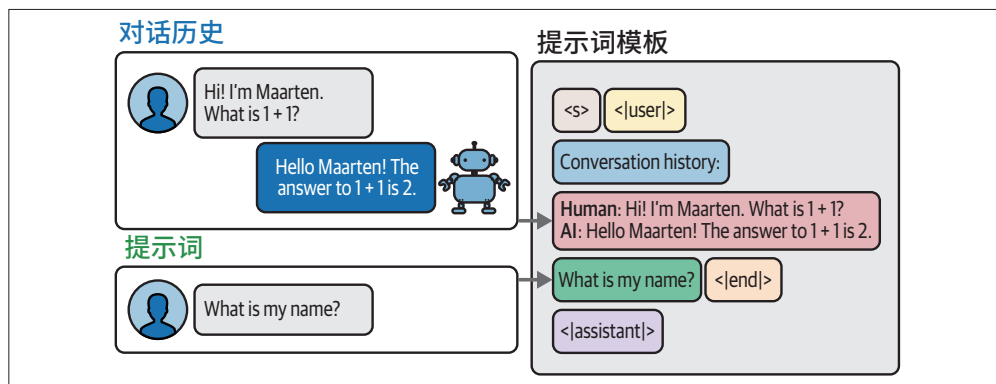 对话历史
Hi! I'm Maarten.
What is 1 + 1?
Hello Maarten! The
answer to 1 + 1 is 2.
提示词
What is my name?
提示词模板
<s>
<|user|>
Conversation history:
Human: Hi! I'm Maarten. What is 1 + 1?
AI: Hello Maarten! The answer to 1 + 1 is 2.
What is my name?
<|end|>
<|assistant|>